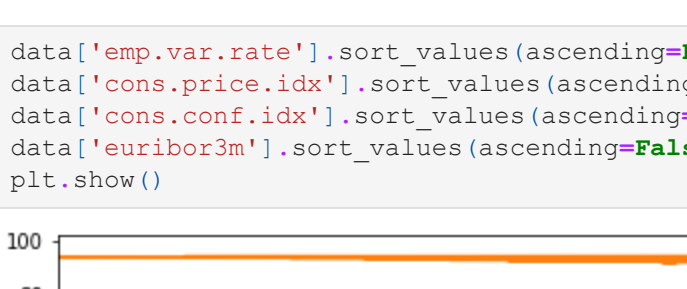 data['emp.var.rate'].sort_values(ascending=
data['cons.price.idx'].sort_values(ascending
data['cons.conf.idx'].sort_values(ascending=
data['euribor3m'].sort_values(ascending=Fals
plt.show()
100